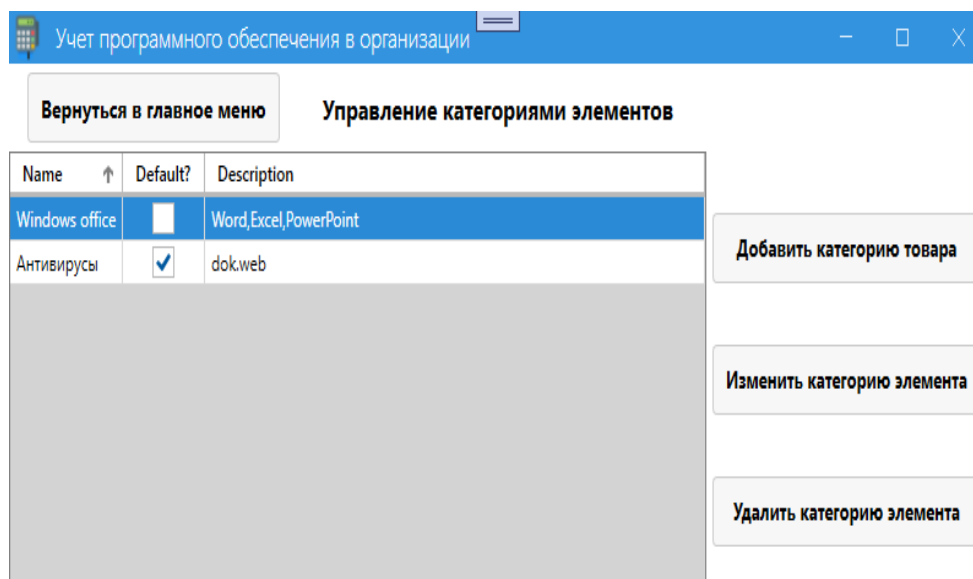 Учет программного обеспечения в организации
Вернуться в главное меню
Управление категориями элементов
Name Default? Description
Windows office Word,Excel,PowerPoint
Антивирусы dok.web
Добавить категорию товара
Изменить категорию элемента
Удалить категорию элемента